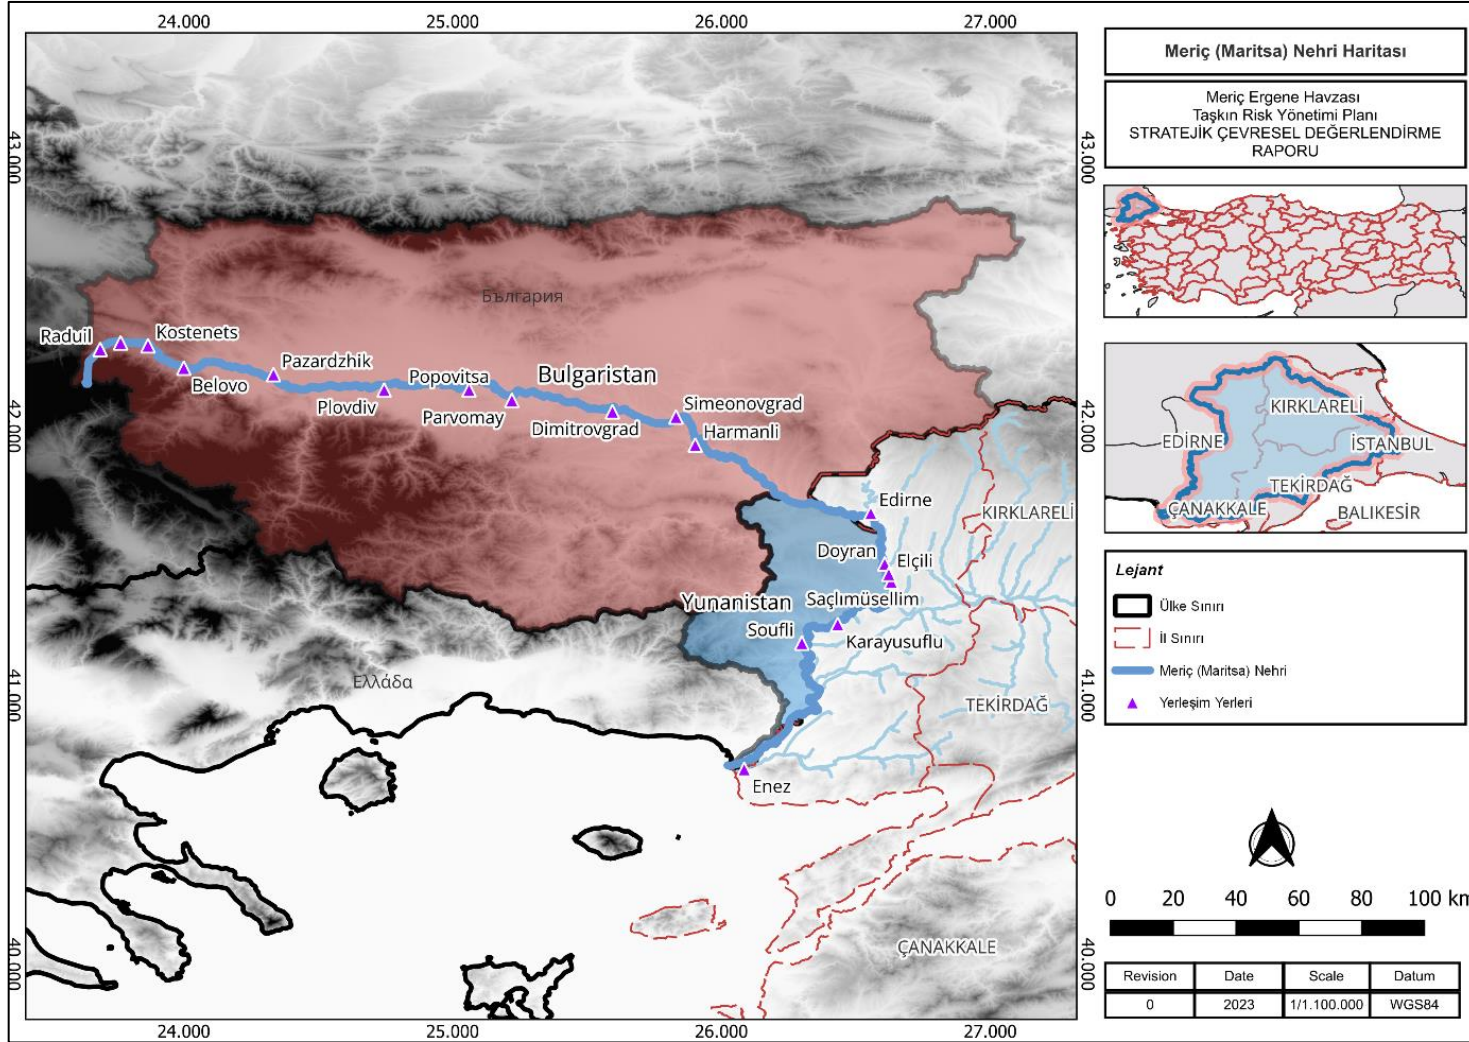 24.000
25.000
26.000
27.000
43.000
42.000
41.000
40.000
43.000
42.000
41.000
40.000
България
Raduil
Kostenets
Belovo
Pazardzhik
Plovdiv
Popovitsa
Parvomay
Bulgaristan
Dimitrovgrad
Simeonovgrad
Harmanli
Edirne
KIRKLARELİ
Doyran
Elçili
Saçlımüsellim
Yunanistan
Soufli
Karayusuflu
Ελλάδα
TEKİRDAĞ
Enez
ÇANAKKALE
24.000
25.000
26.000
27.000
Meriç (Maritsa) Nehri Haritası
Meriç Ergene Havzası
Taşkın Risk Yönetimi Planı
STRATEJİK ÇEVRESEL DEĞERLENDİRME
RAPORU
KIRKLARELİ
EDİRNE
İSTANBUL
TEKİRDAĞ
ÇANAKKALE
BALIKESİR
Lejant
Ülke Sınırı
İl Sınırı
Meriç (Maritsa) Nehri
Yerleşim Yerleri
0 20 40 60 80 100 km
Revision Date Scale Datum
0 2023 1/1.100.000 WGS84